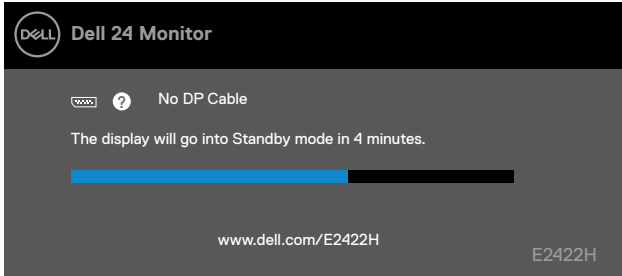 DELL
Dell 24 Monitor
? No DP Cable
The display will go into Standby mode in 4 minutes.
www.dell.com/E2422H
E2422H